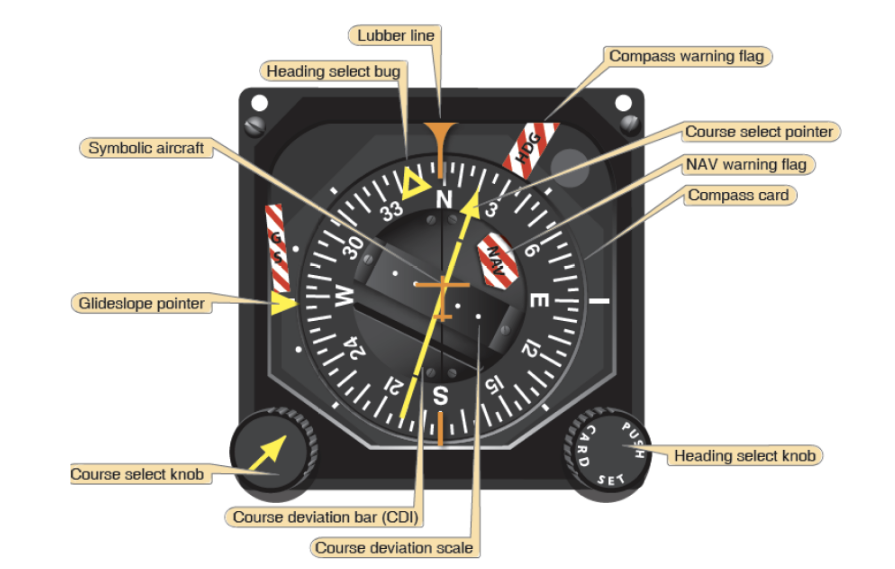 Lubber line
Compass warning flag
Heading select bug
Course select pointer
Symbolic aircraft
HDG
NAV warning flag
Compass card
N
33
3
GS
30
6
NAV
Glideslope pointer
W
E
24
12
21
15
S
PUSH
CARD
SET
Heading select knob
Course select knob
Course deviation bar (CDI)
Course deviation scale